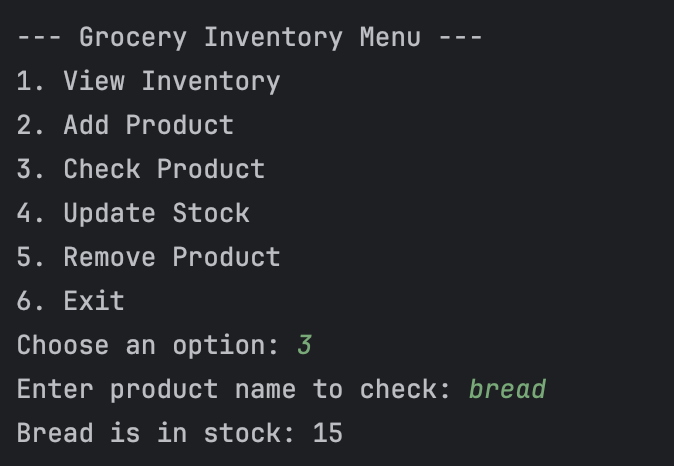 --- Grocery Inventory Menu ---
1. View Inventory
2. Add Product
3. Check Product
4. Update Stock
5. Remove Product
6. Exit
Choose an option: 3
Enter product name to check: bread
Bread is in stock: 15